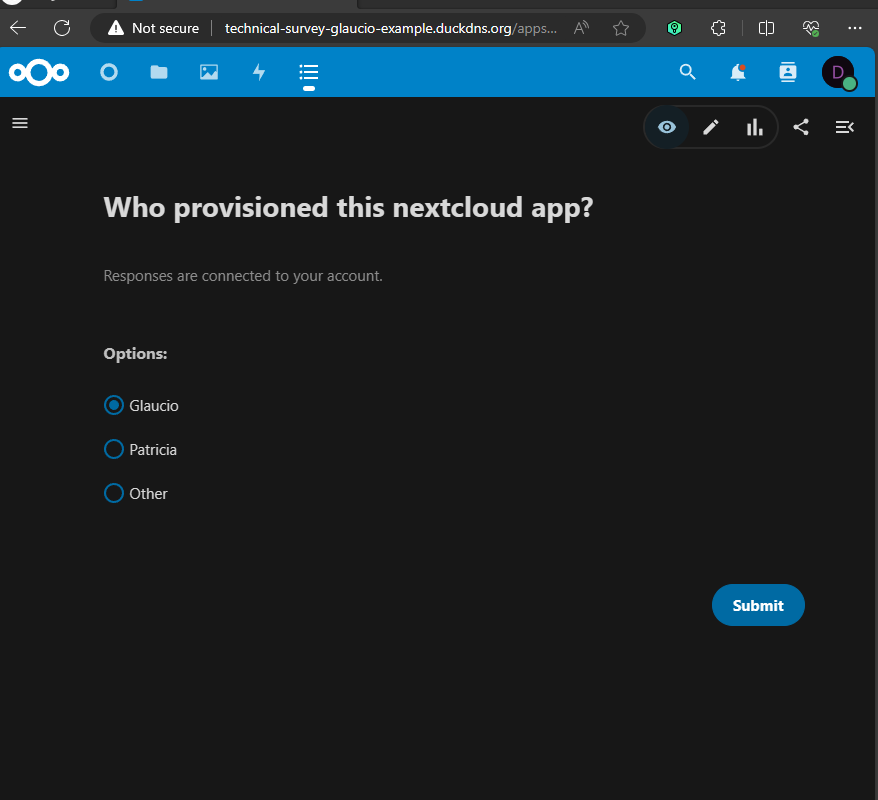 Not secure technical-survey-glaucio-example.duckdns.org/apps...
D
Who provisioned this nextcloud app?
Responses are connected to your account.
Options:
Glaucio
Patricia
Other
Submit